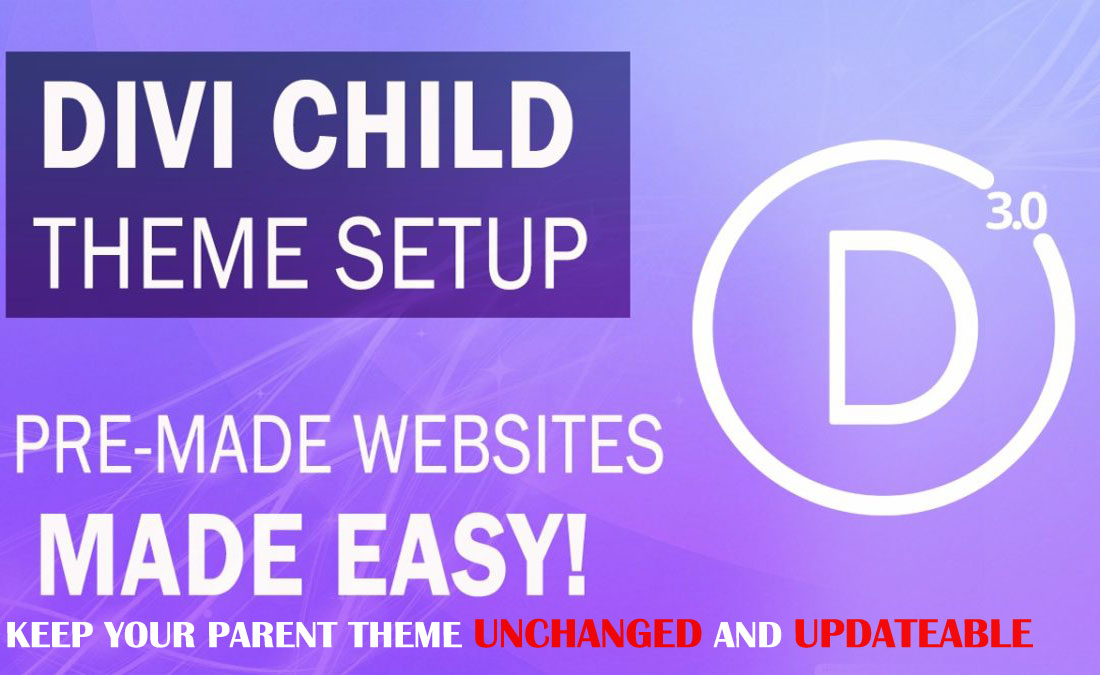 DIVI CHILD
THEME SETUP
D
3.0
PRE-MADE WEBSITES
MADE EASY!
KEEP YOUR PARENT THEME UNCHANGED AND UPDATEABLE